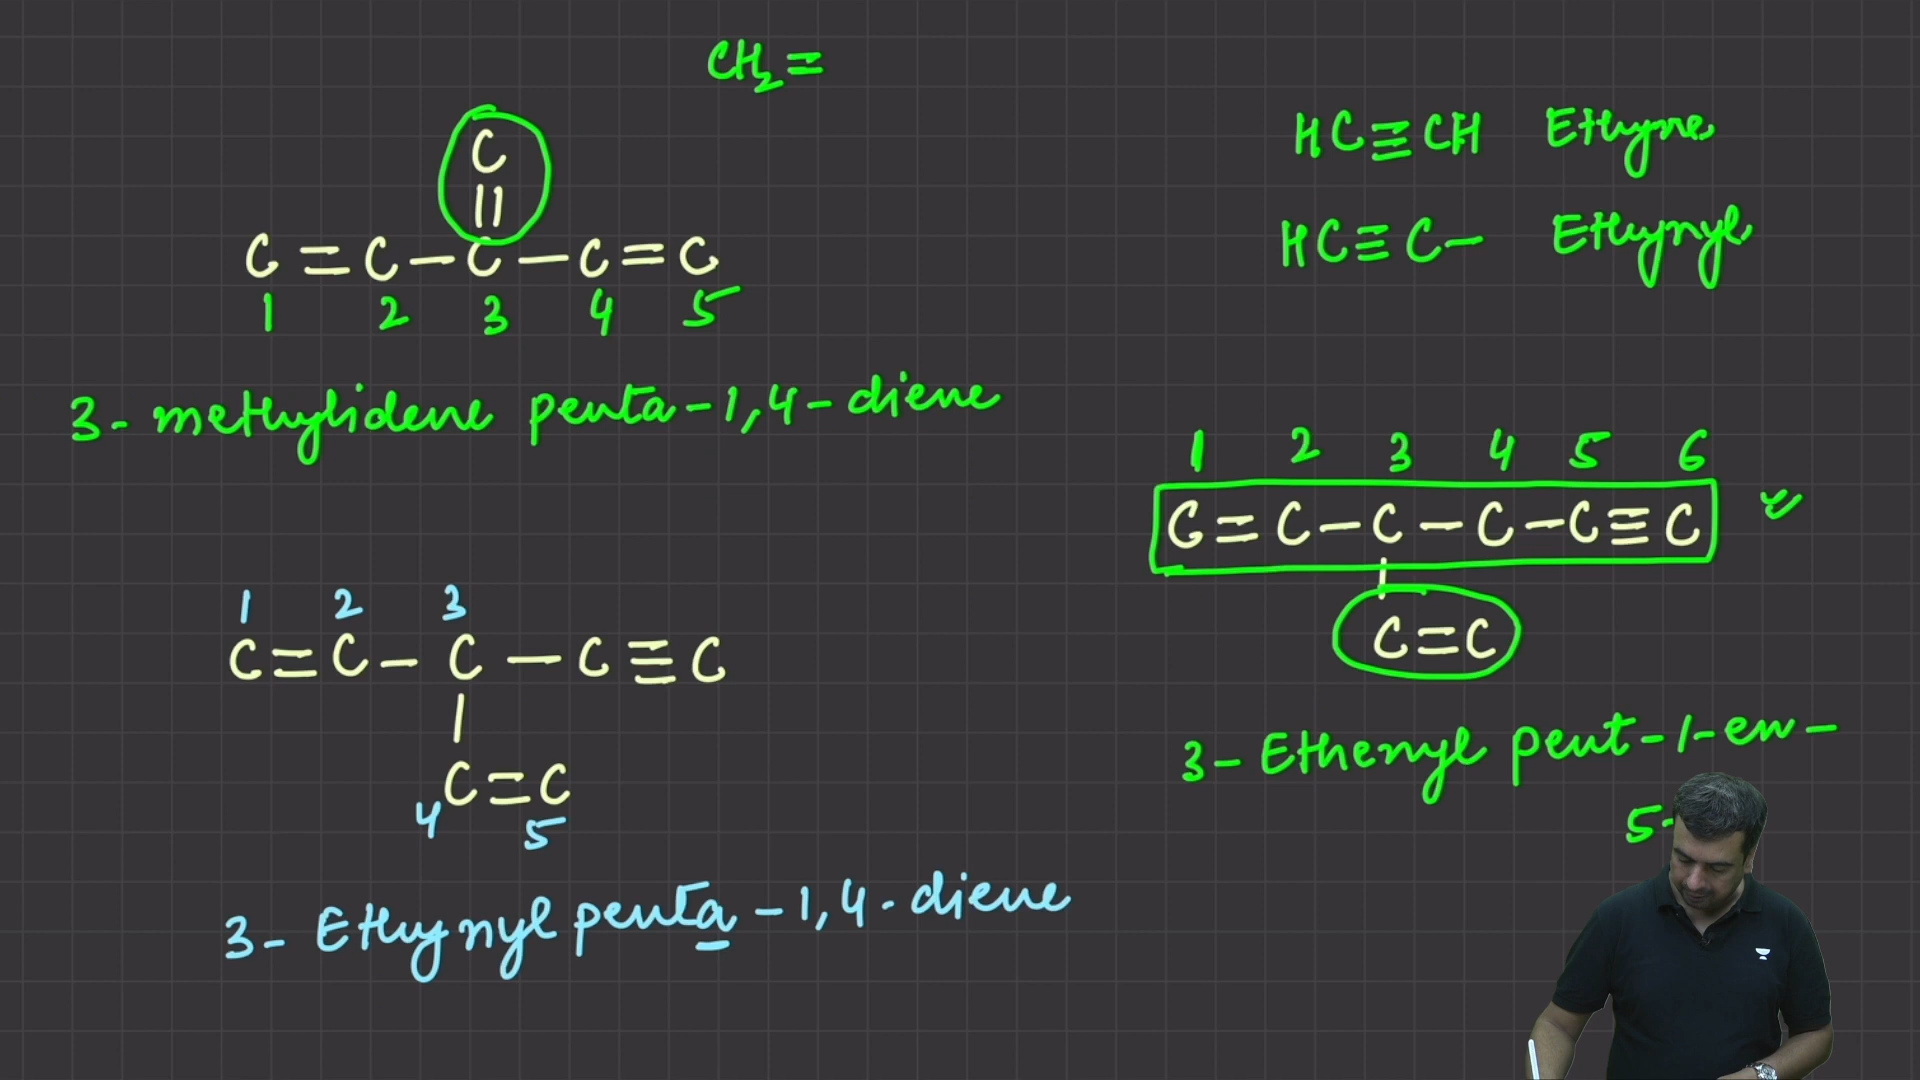 CH₂=
C
||
C=C-C-C=C
1 2 3 4 5
3- methylidene penta-1,4-diene
HC≡CH Ethyne
HC≡C- Ethynyl
1 2 3
C=C-C-C≡C
|
C=C
4 5
3- Ethynyl penta-1,4-diene
1 2 3 4 5 6
C=C-C-C-C≡C
|
C=C
3- Ethenyl pent-1-en-
5-